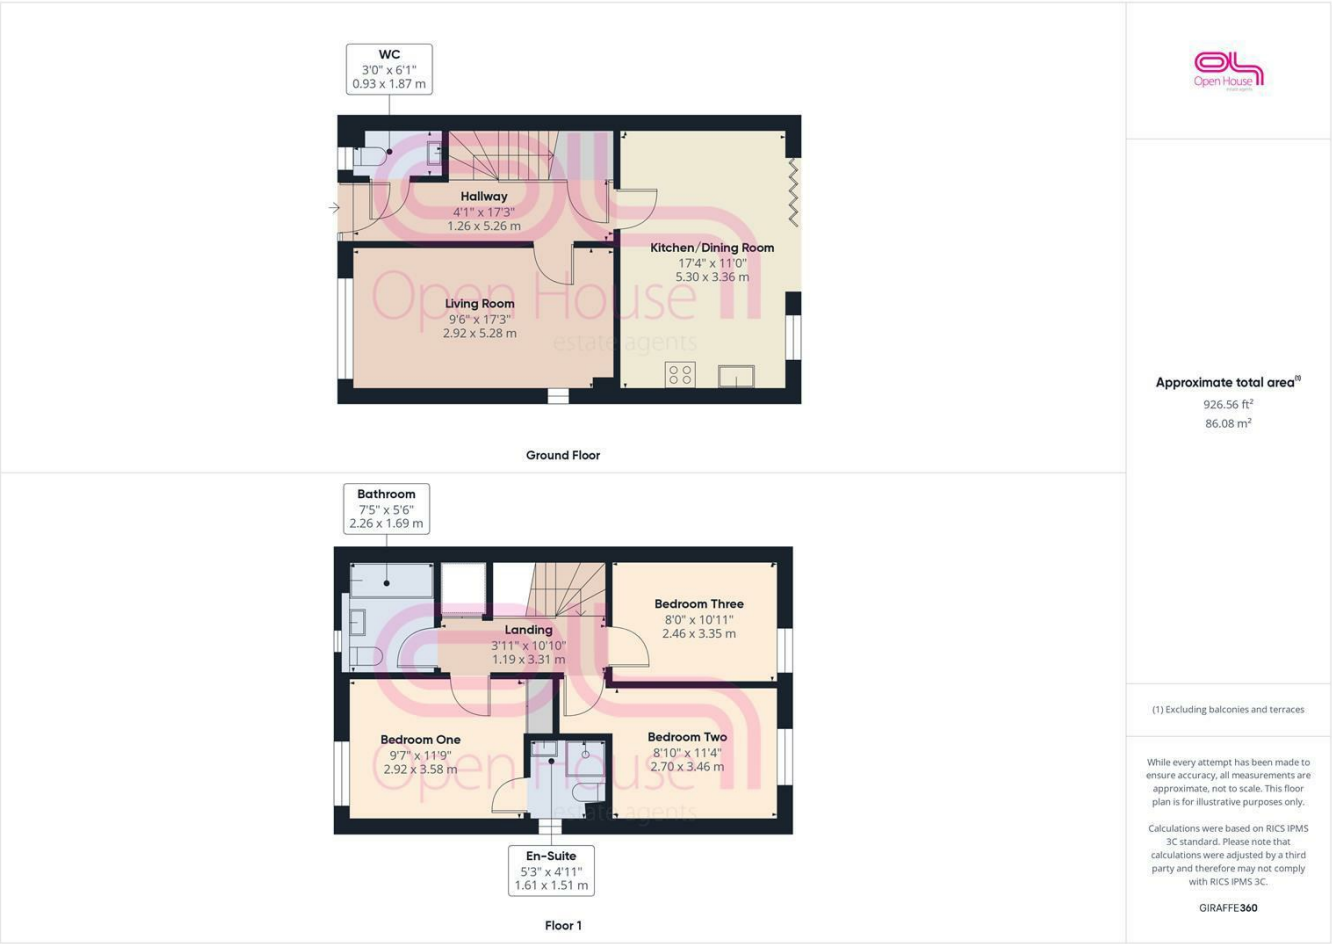 WC
3'0" x 6'1"
0.93 x 1.87 m
Hallway
4'1" x 17'3"
1.26 x 5.26 m
Kitchen/Dining Room
17'4" x 11'0"
5.30 x 3.36 m
Living Room
9'6" x 17'3"
2.92 x 5.28 m
Open House
estate agents
Ground Floor
Bathroom
7'5" x 5'6"
2.26 x 1.69 m
Bedroom Three
8'0" x 10'11"
2.46 x 3.35 m
Landing
3'11" x 10'10"
1.19 x 3.31 m
Bedroom One
9'7" x 11'9"
2.92 x 3.58 m
Bedroom Two
8'10" x 11'4"
2.70 x 3.46 m
Open House
estate agents
En-Suite
5'3" x 4'11"
1.61 x 1.51 m
Floor 1
Open House
estate agents
Approximate total area(1)
926.56 ft²
86.08 m²
(1) Excluding balconies and terraces
While every attempt has been made to
ensure accuracy, all measurements are
approximate, not to scale. This floor
plan is for illustrative purposes only.
Calculations were based on RICS IPMS
3C standard. Please note that
calculations were adjusted by a third
party and therefore may not comply
with RICS IPMS 3C.
GIRAFFE360